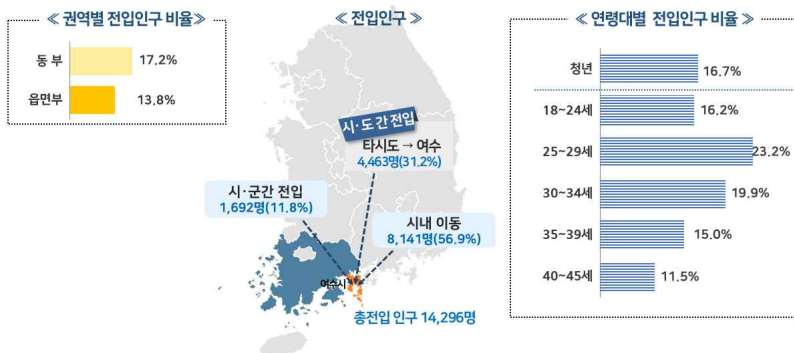 ≪ 권역별 전입인구 비율≫
동 부 17.2%
읍면부 13.8%
≪ 전입인구 ≫
시·도 간 전입
타시도 → 여수
4,463명(31.2%)
시·군간 전입
1,692명(11.8%)
시내 이동
8,141명(56.9%)
여수시
총전입 인구 14,296명
≪ 연령대별 전입인구 비율 ≫
청년 16.7%
18~24세 16.2%
25~29세 23.2%
30~34세 19.9%
35~39세 15.0%
40~45세 11.5%